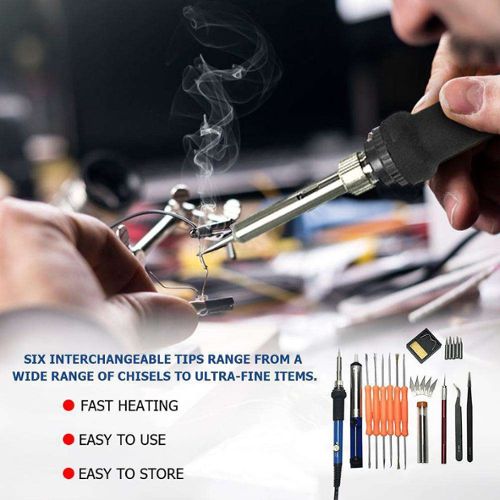 SIX INTERCHANGEABLE TIPS RANGE FROM A
WIDE RANGE OF CHISELS TO ULTRA-FINE ITEMS.
FAST HEATING
EASY TO USE
EASY TO STORE